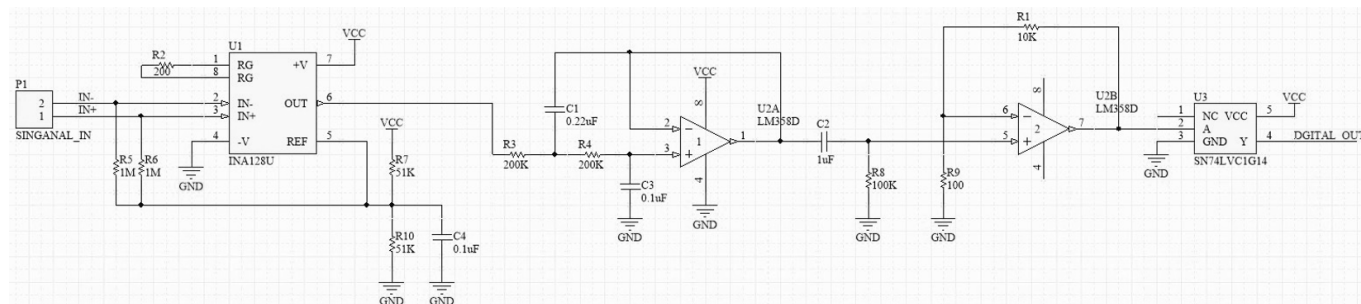 P1
2
1
SINGANAL_IN
IN-
IN+
R2
200
R5
1M
R6
1M
U1
1
8
2
3
4
RG
RG
IN-
IN+
-V
+V
OUT
REF
7
6
5
INA128U
VCC
GND
VCC
R7
51K
R10
51K
GND
C4
0.1uF
GND
R3
200K
C1
0.22uF
R4
200K
C3
0.1uF
GND
VCC
8
2
3
1
1
4
GND
U2A
LM358D
C2
1uF
R8
100K
GND
R9
100
GND
R1
10K
8
6
5
2
7
4
U2B
LM358D
U3
1
2
3
NC VCC
A
GND Y
5
4
SN74LVC1G14
GND
VCC
DGITAL_OUT